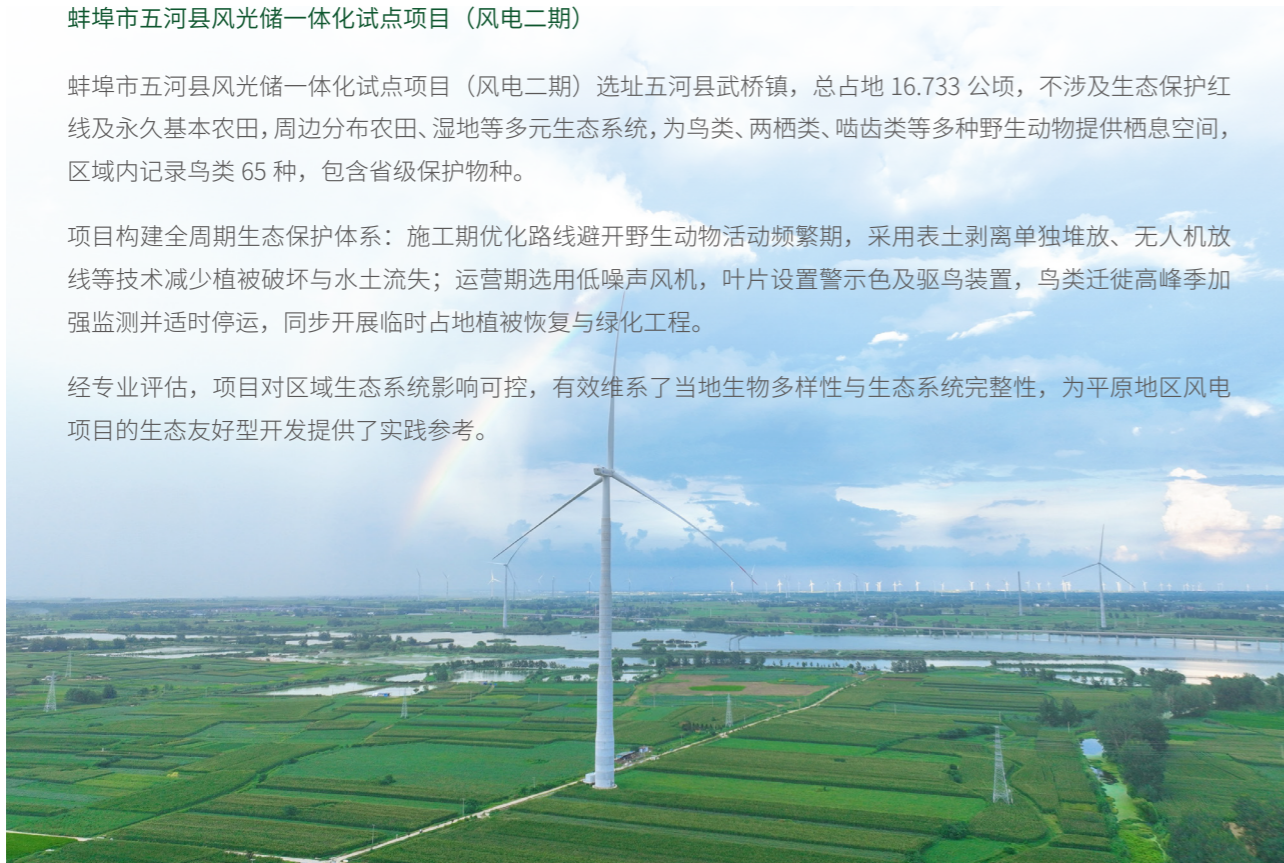 蚌埠市五河县风光储一体化试点项目（风电二期）
蚌埠市五河县风光储一体化试点项目（风电二期）选址五河县武桥镇，总占地 16.733 公顷，不涉及生态保护红
线及永久基本农田，周边分布农田、湿地等多元生态系统，为鸟类、两栖类、啮齿类等多种野生动物提供栖息空间，
区域内记录鸟类 65 种，包含省级保护物种。
项目构建全周期生态保护体系：施工期优化路线避开野生动物活动频繁期，采用表土剥离单独堆放、无人机放
线等技术减少植被破坏与水土流失；运营期选用低噪声风机，叶片设置警示色及驱鸟装置，鸟类迁徙高峰季加
强监测并适时停运，同步开展临时占地植被恢复与绿化工程。
经专业评估，项目对区域生态系统影响可控，有效维系了当地生物多样性与生态系统完整性，为平原地区风电
项目的生态友好型开发提供了实践参考。